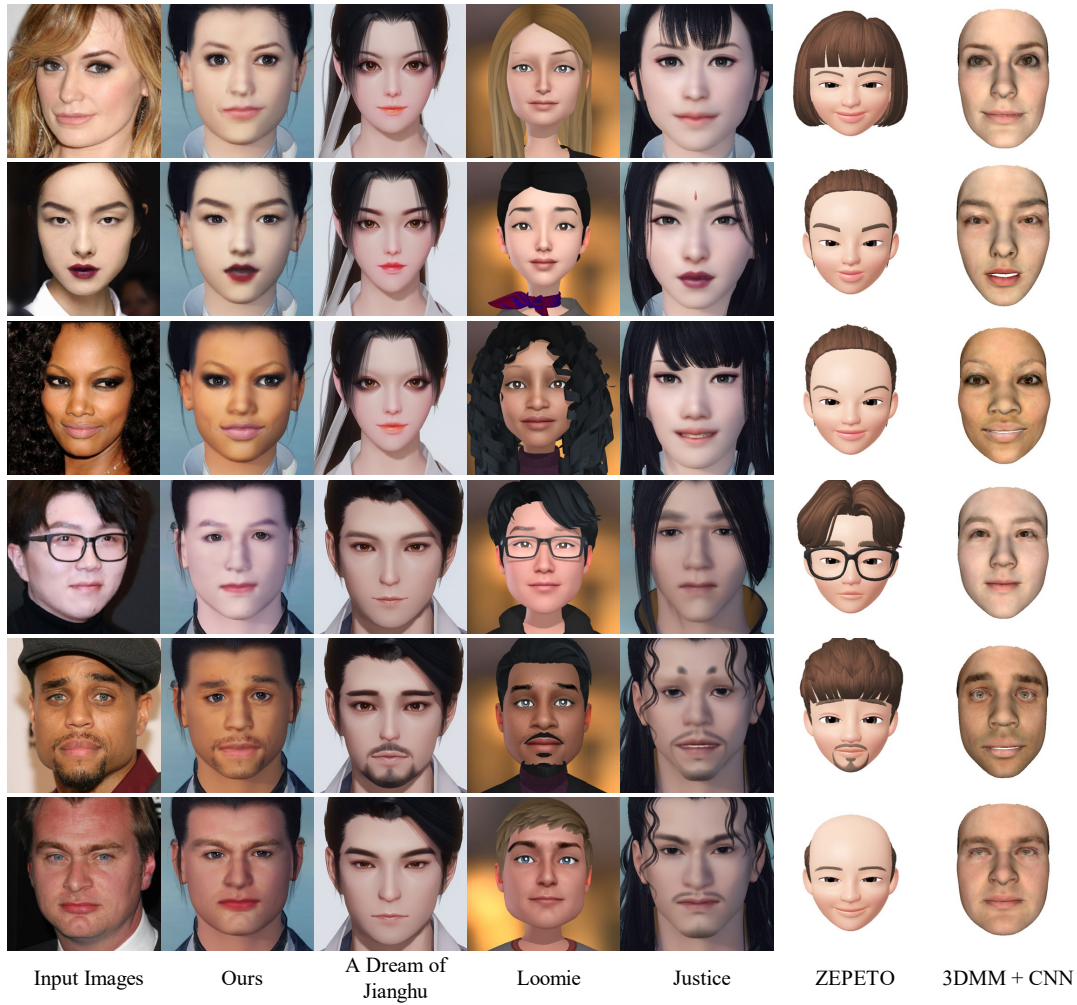 Input Images
Ours
A Dream of
Jianghu
Loomie
Justice
ZEPETO
3DMM + CNN